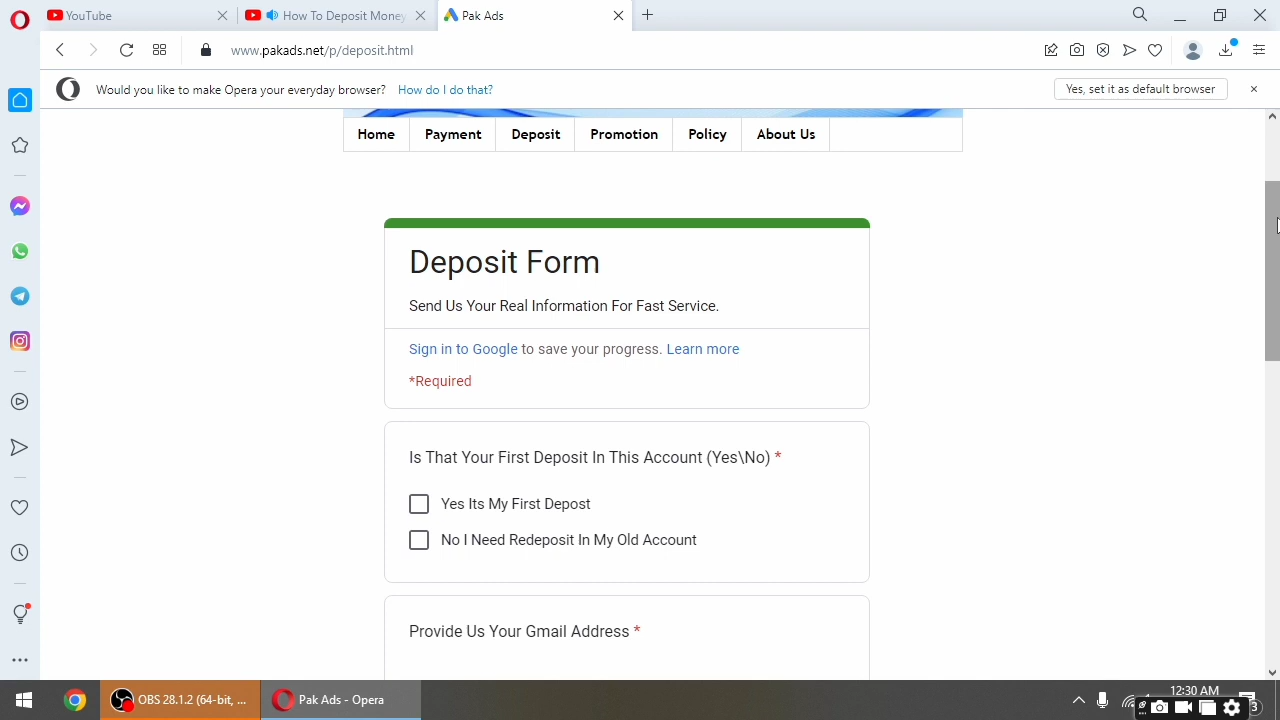 YouTube
How To Deposit Money
Pak Ads
www.pakads.net/p/deposit.html
Would you like to make Opera your everyday browser? How do I do that?
Yes, set it as default browser
Home
Payment
Deposit
Promotion
Policy
About Us
Deposit Form
Send Us Your Real Information For Fast Service.
Sign in to Google to save your progress. Learn more
*Required
Is That Your First Deposit In This Account (Yes\No) *
Yes Its My First Depost
No I Need Redeposit In My Old Account
Provide Us Your Gmail Address *
OBS 28.1.2 (64-bit, ...
Pak Ads - Opera
12:30 AM
3